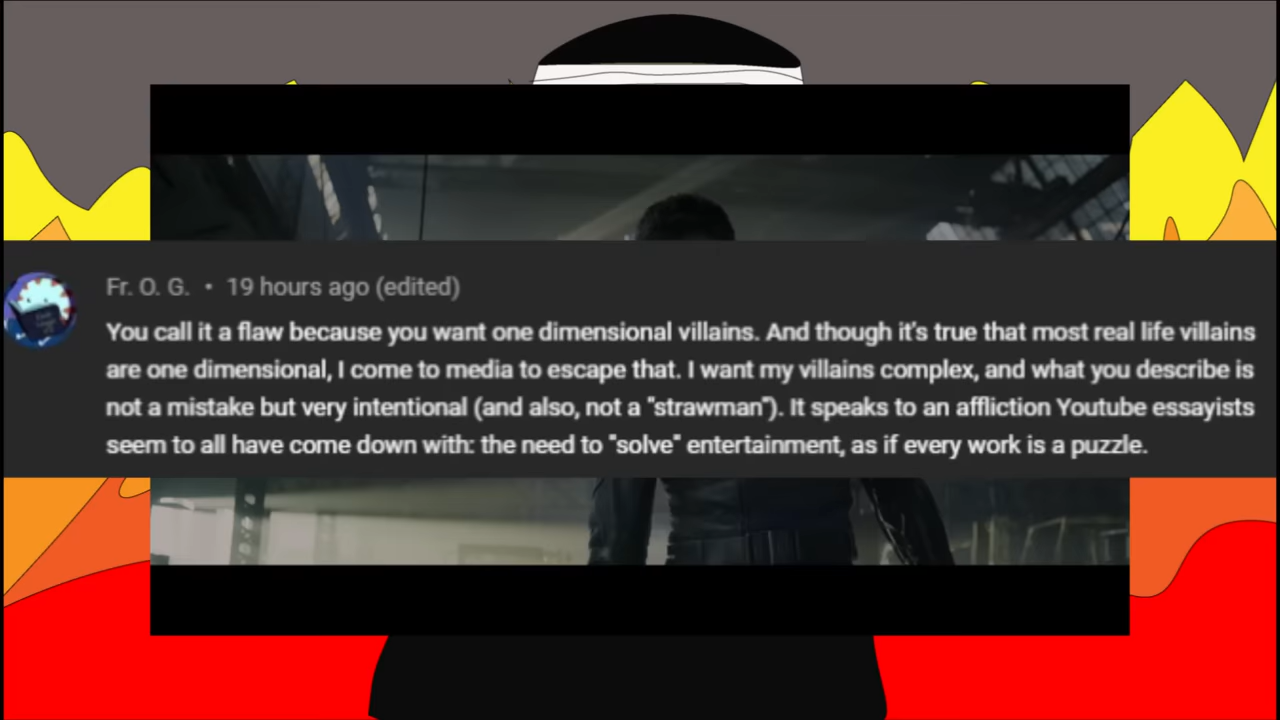 Fr. O. G. • 19 hours ago (edited)
You call it a flaw because you want one dimensional villains. And though it's true that most real life villains
are one dimensional, I come to media to escape that. I want my villains complex, and what you describe is
not a mistake but very intentional (and also, not a "strawman"). It speaks to an affliction Youtube essayists
seem to all have come down with: the need to "solve" entertainment, as if every work is a puzzle.